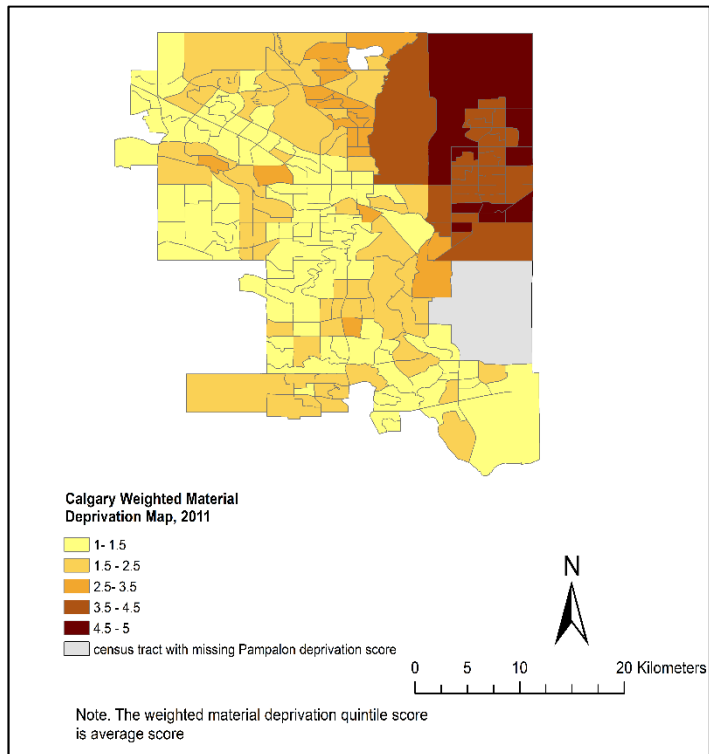 Calgary Weighted Material
Deprivation Map, 2011
1- 1.5
1.5 - 2.5
2.5 - 3.5
3.5 - 4.5
4.5 - 5
census tract with missing Pampalon deprivation score
N
0 5 10 20 Kilometers
Note. The weighted material deprivation quintile score
is average score